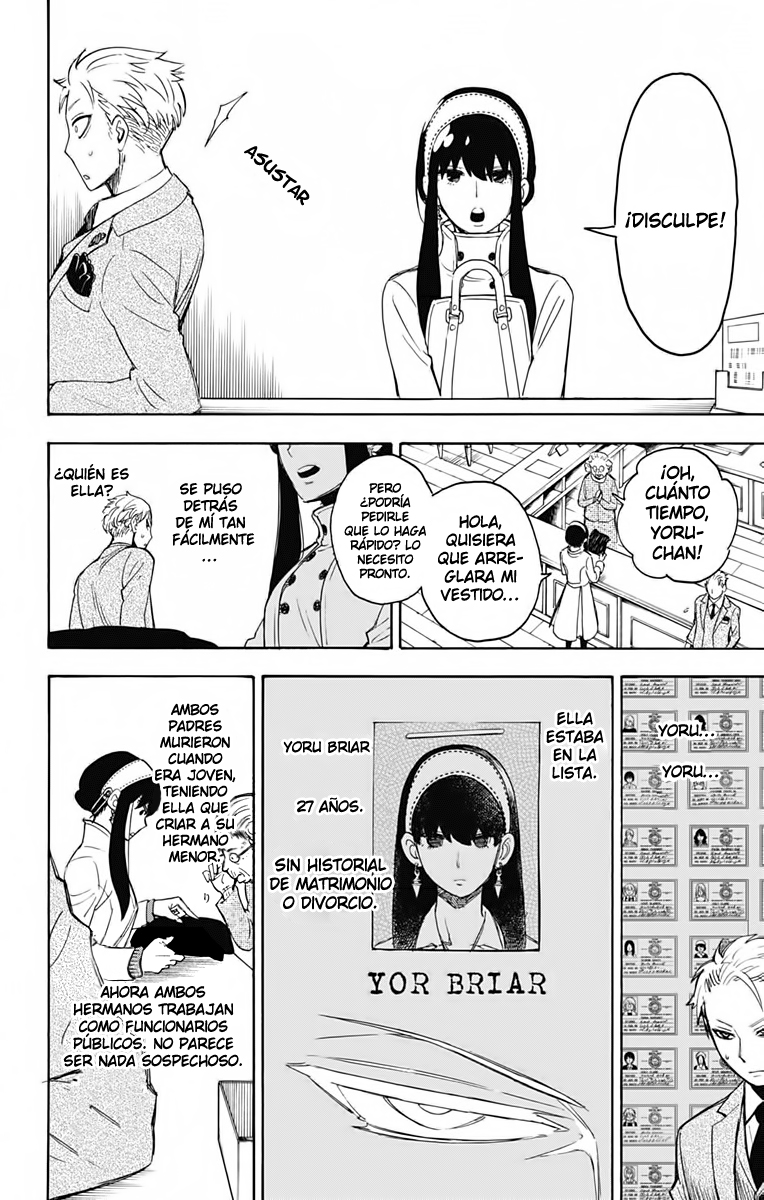 ¡DISCULPE!
ASUSTAR
¡OH,
CUÁNTO
TIEMPO,
YORU-
CHAN!
HOLA,
QUISIERA
QUE ARRE-
GLARA MI
VESTIDO...
PERO
¿PODRÍA
PEDIRLE
QUE LO HAGA
RÁPIDO? LO
NECESITO
PRONTO.
SE PUSO
DETRÁS
DE MÍ TAN
FÁCILMENTE
...
¿QUIÉN ES
ELLA?
YORU...
YORU...
ELLA
ESTABA
EN LA
LISTA.
YORU BRIAR
27 AÑOS.
SIN HISTORIAL
DE MATRIMONIO
O DIVORCIO.
YOR BRIAR
AMBOS
PADRES
MURIERON
CUANDO
ERA JOVEN,
TENIENDO
ELLA QUE
CRIAR A SU
HERMANO
MENOR.
AHORA AMBOS
HERMANOS TRABAJAN
COMO FUNCIONARIOS
PÚBLICOS. NO PARECE
SER NADA SOSPECHOSO.